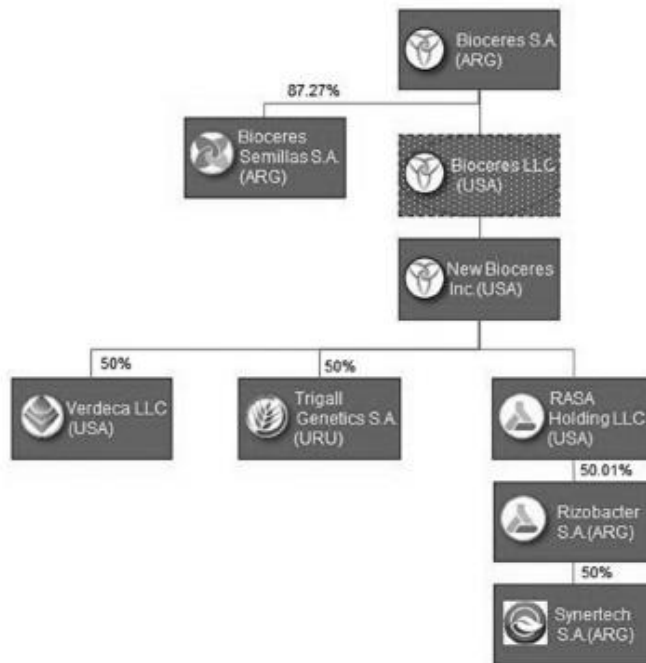 Bioceres S.A.
(ARG)
87.27%
Bioceres
Semillas S.A.
(ARG)
Bioceres LLC
(USA)
New Bioceres
Inc.(USA)
50%
50%
Verdeca LLC
(USA)
Trigall
Genetics S.A.
(URU)
RASA
Holding LLC
(USA)
50.01%
Rizobacter
S.A.(ARG)
50%
Synertech
S.A.(ARG)